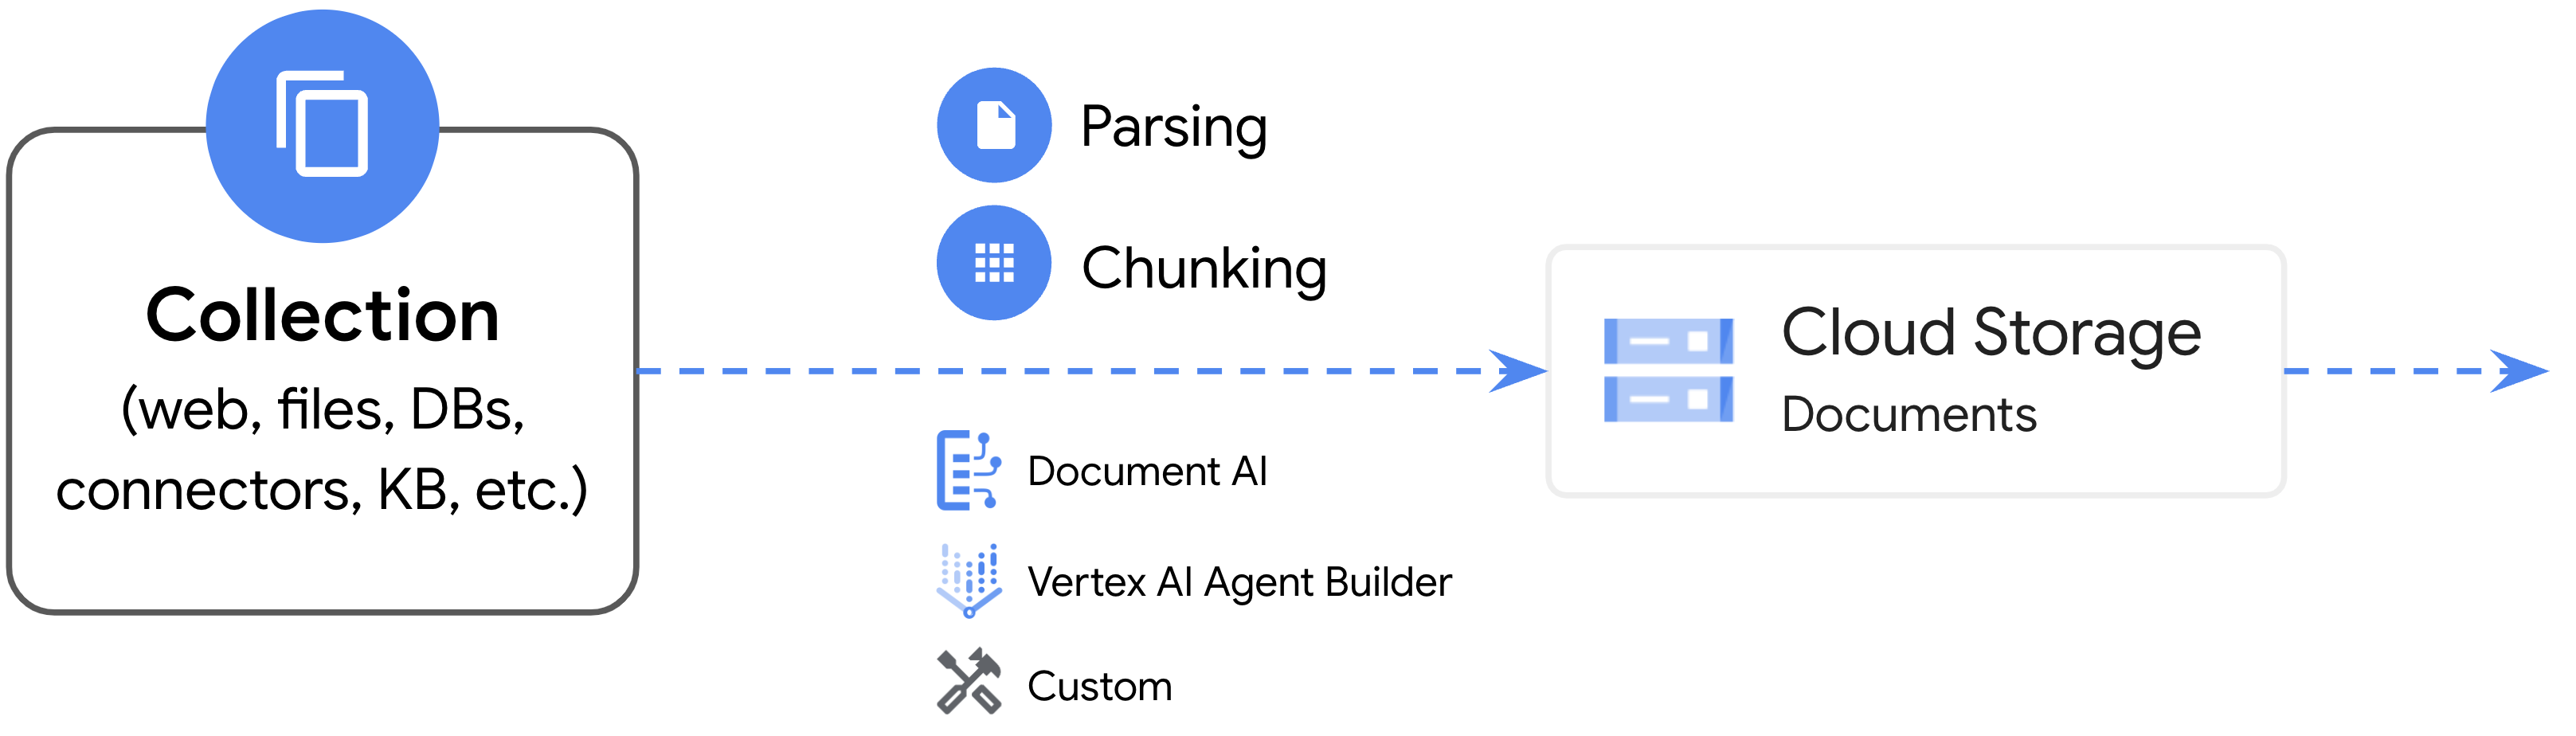 Collection
(web, files, DBs,
connectors, KB, etc.)
Parsing
Chunking
Document AI
Vertex AI Agent Builder
Custom
Cloud Storage
Documents